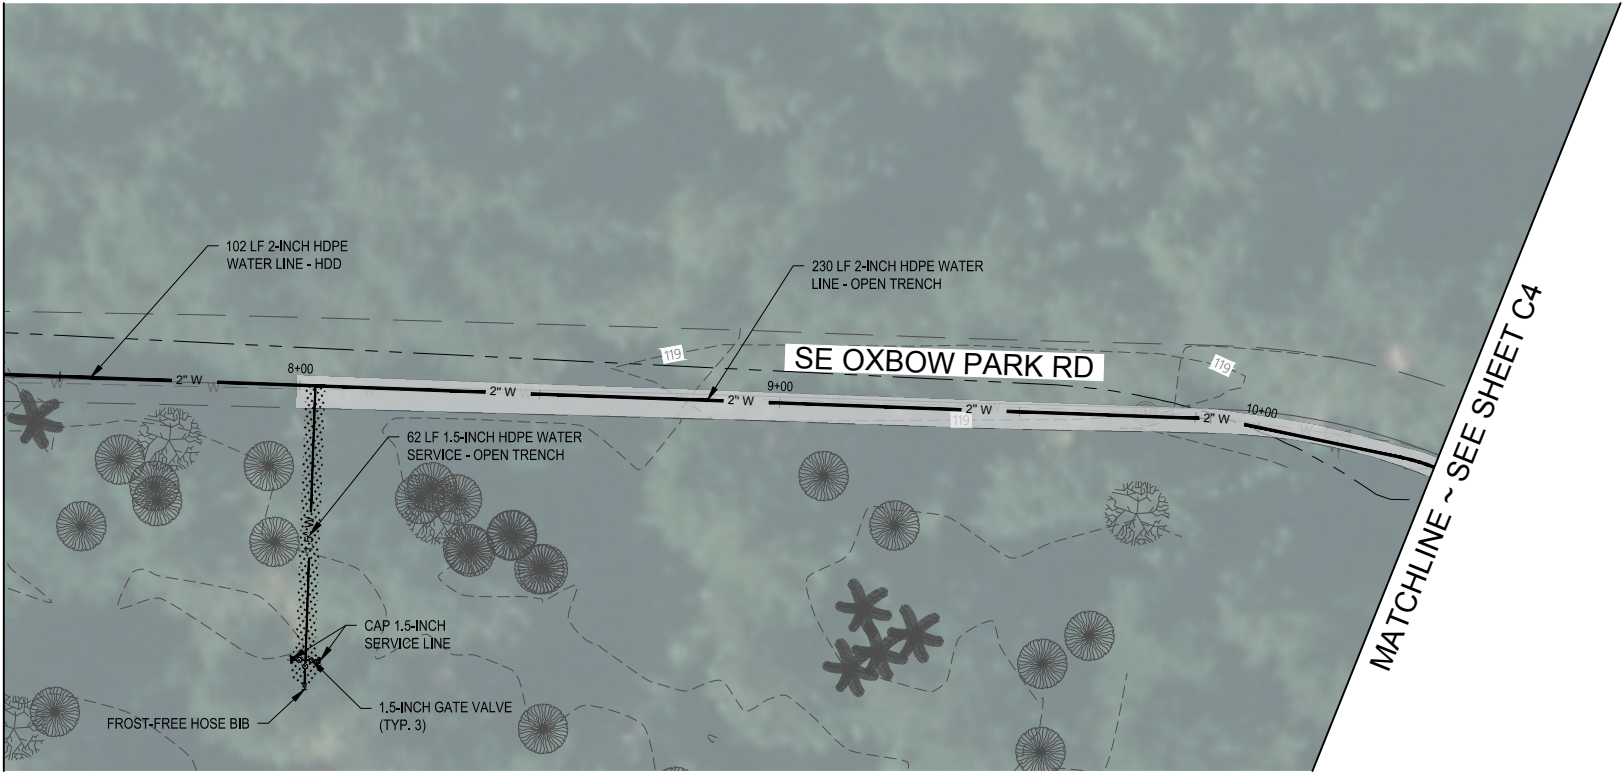 102 LF 2-INCH HDPE
WATER LINE - HDD
230 LF 2-INCH HDPE WATER
LINE - OPEN TRENCH
119
SE OXBOW PARK RD
119
8+00
2" W
2" W
9+00
2" W
2" W
2" W
10+00
119
W
W
W
W
W
62 LF 1.5-INCH HDPE WATER
SERVICE - OPEN TRENCH
CAP 1.5-INCH
SERVICE LINE
1.5-INCH GATE VALVE
(TYP. 3)
FROST-FREE HOSE BIB
MATCHLINE ~ SEE SHEET C4